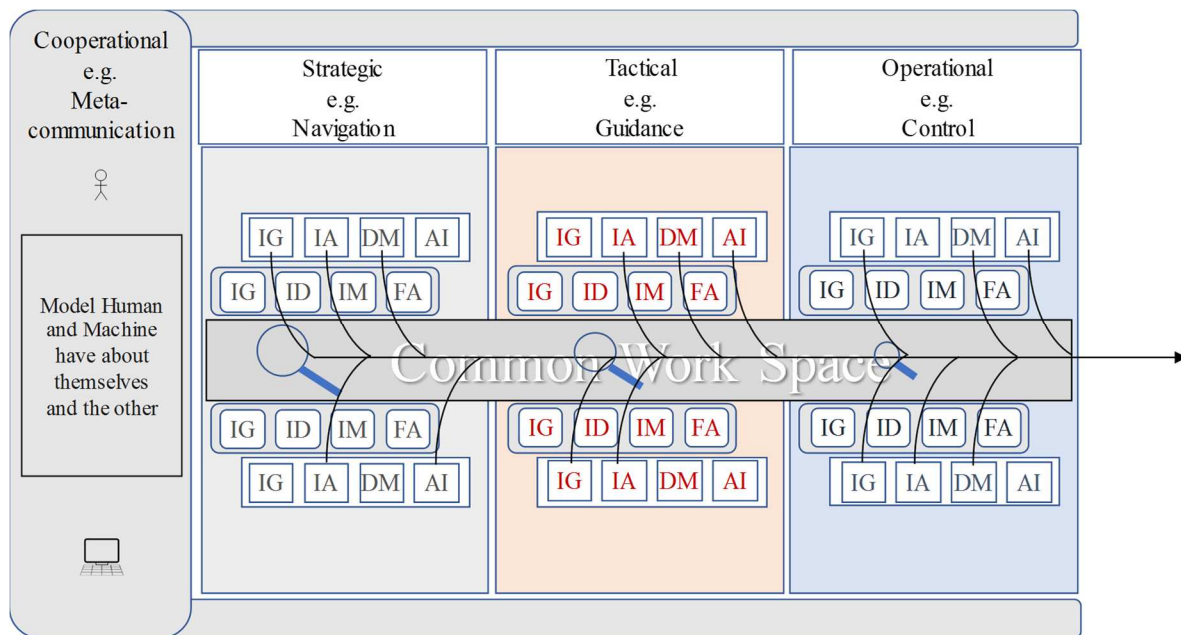 Cooperational
e.g.
Meta-
communication
Model Human
and Machine
have about
themselves
and the other
Strategic
e.g.
Navigation
Tactical
e.g.
Guidance
Operational
e.g.
Control
IG IA DM AI
IG ID IM FA
IG IA DM AI
IG ID IM FA
IG IA DM AI
IG ID IM FA
Common Work Space
IG ID IM FA
IG IA DM AI
IG ID IM FA
IG IA DM AI
IG ID IM FA
IG IA DM AI